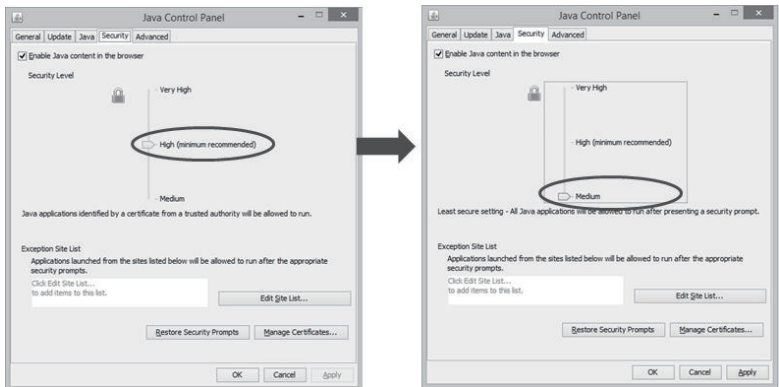 Java Control Panel
General Update Java Security Advanced
Enable Java content in the browser
Security Level
Very High
High (minimum recommended)
Medium
Java applications identified by a certificate from a trusted authority will be allowed to run.
Exception Site List
Applications launched from the sites listed below will be allowed to run after the appropriate
security prompts.
Click Edit Site List...
to add items to this list.
Edit Site List...
Restore Security Prompts Manage Certificates...
OK Cancel Apply
Java Control Panel
General Update Java Security Advanced
Enable Java content in the browser
Security Level
Very High
High (minimum recommended)
Medium
Least secure setting - All Java applications will be allowed to run after presenting a security prompt.
Exception Site List
Applications launched from the sites listed below will be allowed to run after the appropriate
security prompts.
Click Edit Site List...
to add items to this list.
Edit Site List...
Restore Security Prompts Manage Certificates...
OK Cancel Apply